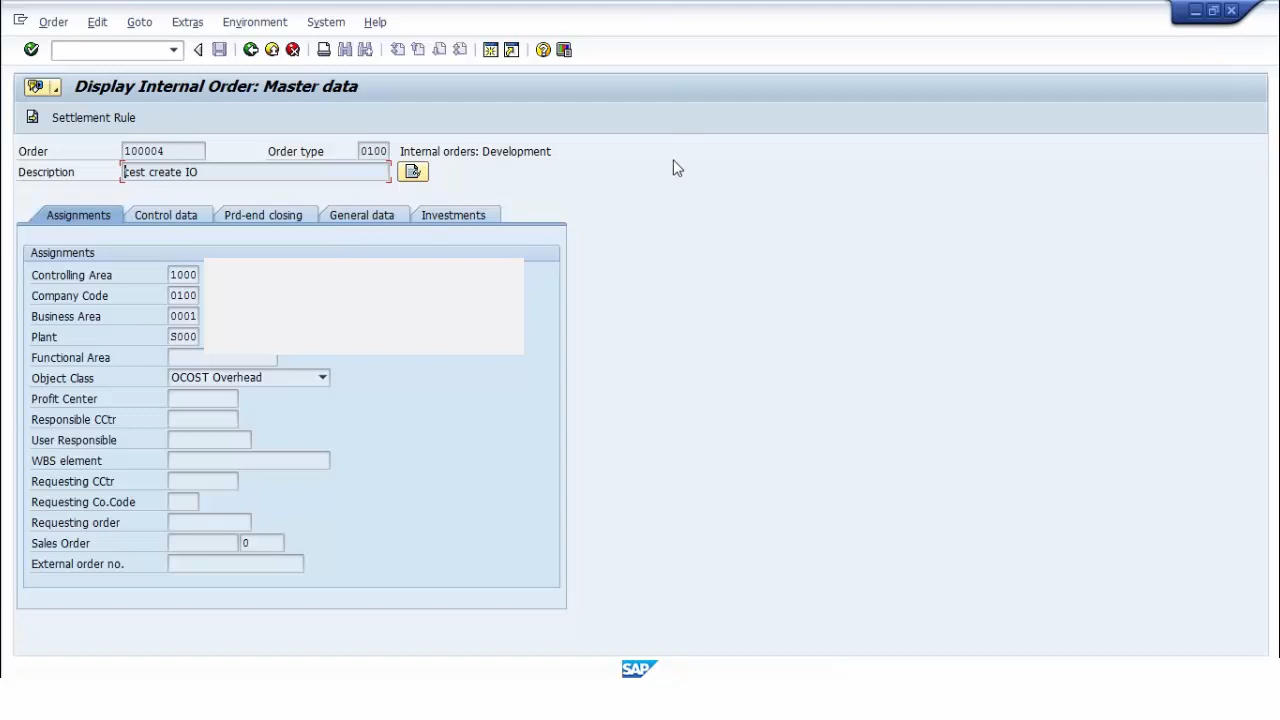 Order Edit Goto Extras Environment System Help
Display Internal Order: Master data
Settlement Rule
Order 100004 Order type 0100 Internal orders: Development
Description test create IO
Assignments Control data Prd-end closing General data Investments
Assignments
Controlling Area 1000
Company Code 0100
Business Area 0001
Plant S000
Functional Area
Object Class OCOST Overhead
Profit Center
Responsible CCtr
User Responsible
WBS element
Requesting CCtr
Requesting Co.Code
Requesting order
Sales Order 0
External order no.
SAP